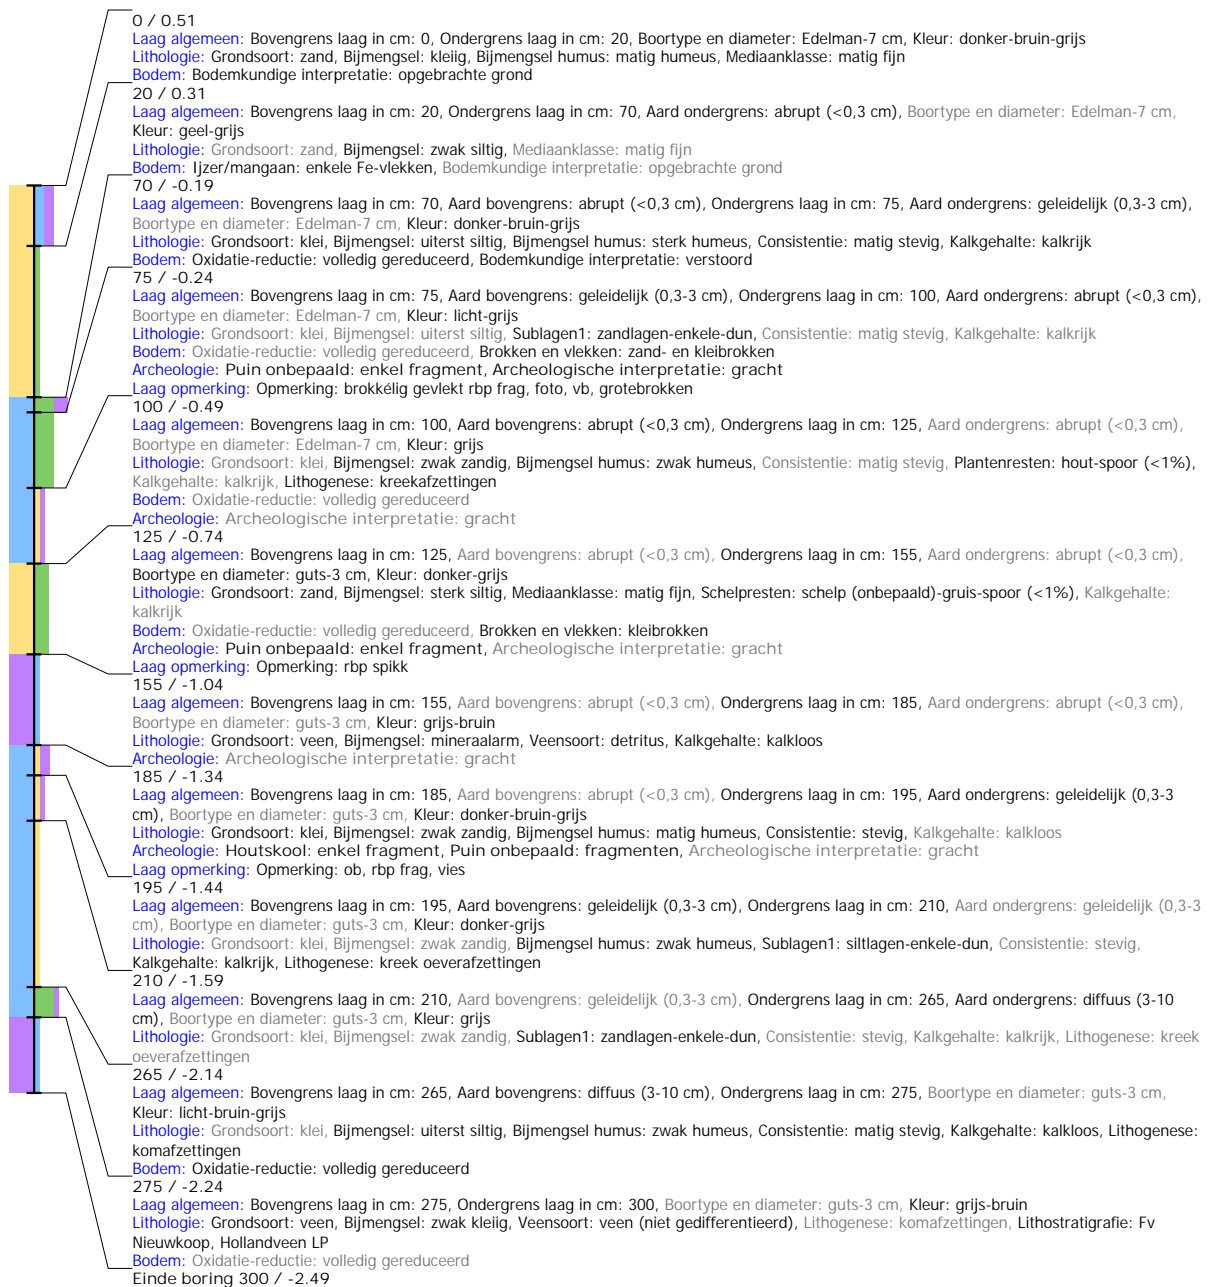 0 / 0.51
Laag algemeen: Bovengrens laag in cm: 0, Ondergrens laag in cm: 20, Boortype en diameter: Edelman-7 cm, Kleur: donker-bruin-grijs
Lithologie: Grondsoort: zand, Bijmengsel: kleiig, Bijmengsel humus: matig humeus, Mediaanklasse: matig fijn
Bodem: Bodemkundige interpretatie: opgebrachte grond
20 / 0.31
Laag algemeen: Bovengrens laag in cm: 20, Ondergrens laag in cm: 70, Aard ondergrens: abrupt (<0,3 cm), Boortype en diameter: Edelman-7 cm,
Kleur: geel-grijs
Lithologie: Grondsoort: zand, Bijmengsel: zwak siltig, Mediaanklasse: matig fijn
Bodem: Ijzer/mangaan: enkele Fe-vlekken, Bodemkundige interpretatie: opgebrachte grond
70 / -0.19
Laag algemeen: Bovengrens laag in cm: 70, Aard bovengrens: abrupt (<0,3 cm), Ondergrens laag in cm: 75, Aard ondergrens: geleidelijk (0,3-3 cm),
Boortype en diameter: Edelman-7 cm, Kleur: donker-bruin-grijs
Lithologie: Grondsoort: klei, Bijmengsel: uiterst siltig, Bijmengsel humus: sterk humeus, Consistentie: matig stevig, Kalkgehalte: kalkrijk
Bodem: Oxidatie-reductie: volledig gereduceerd, Bodemkundige interpretatie: verstoord
75 / -0.24
Laag algemeen: Bovengrens laag in cm: 75, Aard bovengrens: geleidelijk (0,3-3 cm), Ondergrens laag in cm: 100, Aard ondergrens: abrupt (<0,3 cm),
Boortype en diameter: Edelman-7 cm, Kleur: licht-grijs
Lithologie: Grondsoort: klei, Bijmengsel: uiterst siltig, Sublagen1: zandlagen-enkele-dun, Consistentie: matig stevig, Kalkgehalte: kalkrijk
Bodem: Oxidatie-reductie: volledig gereduceerd, Brokken en vlekken: zand- en kleibrokken
Archeologie: Puin onbepaald: enkel fragment, Archeologische interpretatie: gracht
Laag opmerking: Opmerking: brokkélig gevlekt rbp frag, foto, vb, grotebrokken
100 / -0.49
Laag algemeen: Bovengrens laag in cm: 100, Aard bovengrens: abrupt (<0,3 cm), Ondergrens laag in cm: 125, Aard ondergrens: abrupt (<0,3 cm),
Boortype en diameter: Edelman-7 cm, Kleur: grijs
Lithologie: Grondsoort: klei, Bijmengsel: zwak zandig, Bijmengsel humus: zwak humeus, Consistentie: matig stevig, Plantenresten: hout-spoor (<1%),
Kalkgehalte: kalkrijk, Lithogenese: kreekafzettingen
Bodem: Oxidatie-reductie: volledig gereduceerd
Archeologie: Archeologische interpretatie: gracht
125 / -0.74
Laag algemeen: Bovengrens laag in cm: 125, Aard bovengrens: abrupt (<0,3 cm), Ondergrens laag in cm: 155, Aard ondergrens: abrupt (<0,3 cm),
Boortype en diameter: guts-3 cm, Kleur: donker-grijs
Lithologie: Grondsoort: zand, Bijmengsel: sterk siltig, Mediaanklasse: matig fijn, Schelpresten: schelp (onbepaald)-gruis-spoor (<1%), Kalkgehalte:
kalkrijk
Bodem: Oxidatie-reductie: volledig gereduceerd, Brokken en vlekken: kleibrokken
Archeologie: Puin onbepaald: enkel fragment, Archeologische interpretatie: gracht
Laag opmerking: Opmerking: rbp spikk
155 / -1.04
Laag algemeen: Bovengrens laag in cm: 155, Aard bovengrens: abrupt (<0,3 cm), Ondergrens laag in cm: 185, Aard ondergrens: abrupt (<0,3 cm),
Boortype en diameter: guts-3 cm, Kleur: grijs-bruin
Lithologie: Grondsoort: veen, Bijmengsel: mineraalarm, Veensoort: detritus, Kalkgehalte: kalkloos
Archeologie: Archeologische interpretatie: gracht
185 / -1.34
Laag algemeen: Bovengrens laag in cm: 185, Aard bovengrens: abrupt (<0,3 cm), Ondergrens laag in cm: 195, Aard ondergrens: geleidelijk (0,3-3
cm), Boortype en diameter: guts-3 cm, Kleur: donker-bruin-grijs
Lithologie: Grondsoort: klei, Bijmengsel: zwak zandig, Bijmengsel humus: matig humeus, Consistentie: stevig, Kalkgehalte: kalkloos
Archeologie: Houtskool: enkel fragment, Puin onbepaald: fragmenten, Archeologische interpretatie: gracht
Laag opmerking: Opmerking: ob, rbp frag, vies
195 / -1.44
Laag algemeen: Bovengrens laag in cm: 195, Aard bovengrens: geleidelijk (0,3-3 cm), Ondergrens laag in cm: 210, Aard ondergrens: geleidelijk (0,3-3
cm), Boortype en diameter: guts-3 cm, Kleur: donker-grijs
Lithologie: Grondsoort: klei, Bijmengsel: zwak zandig, Bijmengsel humus: zwak humeus, Sublagen1: siltlagen-enkele-dun, Consistentie: stevig,
Kalkgehalte: kalkrijk, Lithogenese: kreek oeverafzettingen
210 / -1.59
Laag algemeen: Bovengrens laag in cm: 210, Aard bovengrens: geleidelijk (0,3-3 cm), Ondergrens laag in cm: 265, Aard ondergrens: diffuus (3-10
cm), Boortype en diameter: guts-3 cm, Kleur: grijs
Lithologie: Grondsoort: klei, Bijmengsel: zwak zandig, Sublagen1: zandlagen-enkele-dun, Consistentie: stevig, Kalkgehalte: kalkrijk, Lithogenese: kreek
oeverafzettingen
265 / -2.14
Laag algemeen: Bovengrens laag in cm: 265, Aard bovengrens: diffuus (3-10 cm), Ondergrens laag in cm: 275, Boortype en diameter: guts-3 cm,
Kleur: licht-bruin-grijs
Lithologie: Grondsoort: klei, Bijmengsel: uiterst siltig, Bijmengsel humus: zwak humeus, Consistentie: matig stevig, Kalkgehalte: kalkloos, Lithogenese:
komafzettingen
Bodem: Oxidatie-reductie: volledig gereduceerd
275 / -2.24
Laag algemeen: Bovengrens laag in cm: 275, Ondergrens laag in cm: 300, Boortype en diameter: guts-3 cm, Kleur: grijs-bruin
Lithologie: Grondsoort: veen, Bijmengsel: zwak kleiig, Veensoort: veen (niet gedifferentieerd), Lithogenese: komafzettingen, Lithostratigrafie: Fv
Nieuwkoop, Hollandveen LP
Bodem: Oxidatie-reductie: volledig gereduceerd
Einde boring 300 / -2.49